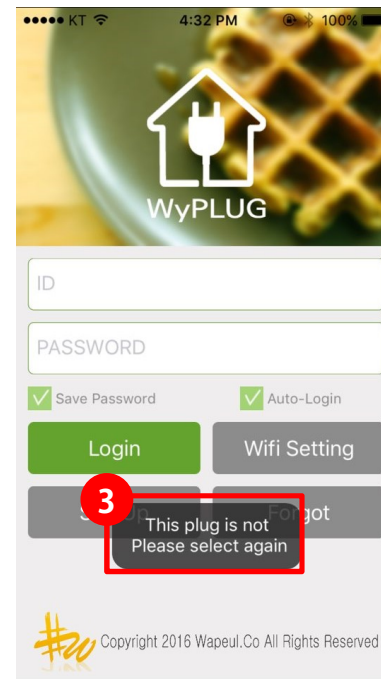 KT 4:32 PM 100%
WyPLUG
ID
PASSWORD
Save Password Auto-Login
Login Wifi Setting
3
This plug is not
Please select again
Copyright 2016 Wapeul.Co All Rights Reserved